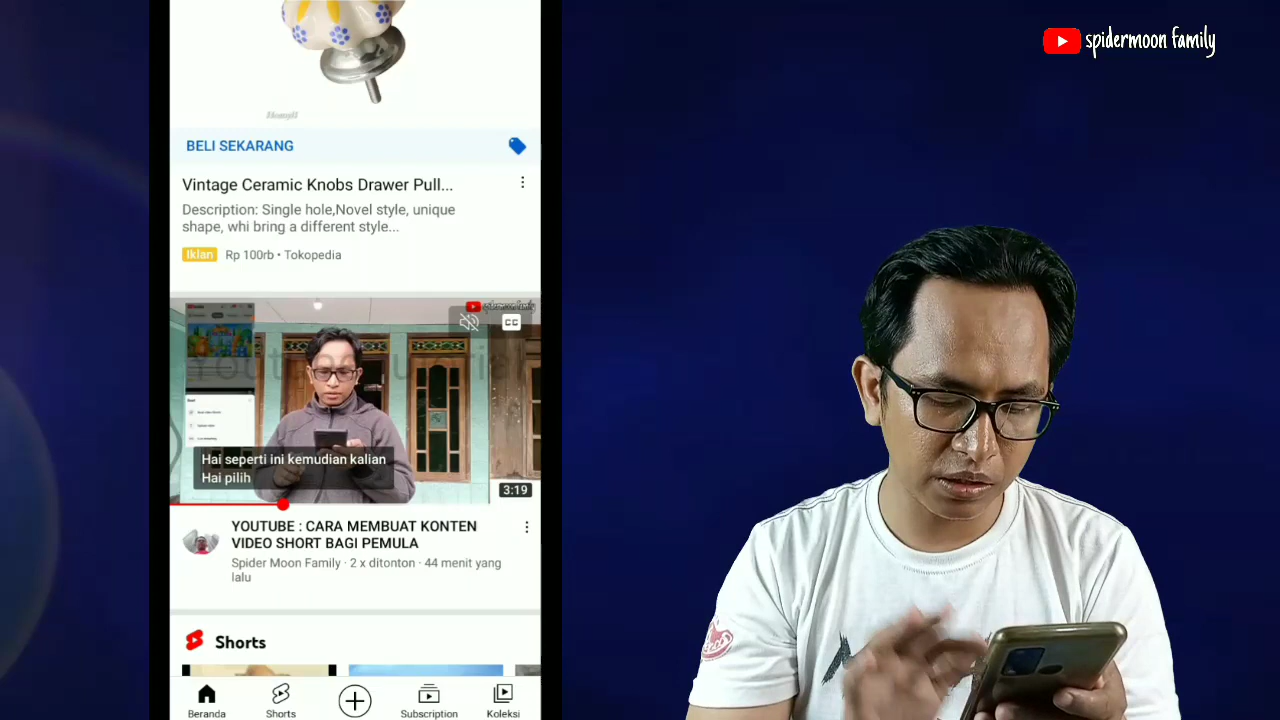 spidermoon family
BELI SEKARANG
Vintage Ceramic Knobs Drawer Pull...
Description: Single hole,Novel style, unique
shape, whi bring a different style...
Iklan Rp 100rb • Tokopedia
CC
Hai seperti ini kemudian kalian
Hai pilih
3:19
YOUTUBE : CARA MEMBUAT KONTEN
VIDEO SHORT BAGI PEMULA
Spider Moon Family · 2 x ditonton · 44 menit yang
lalu
Shorts
Beranda
Shorts
Subscription
Koleksi